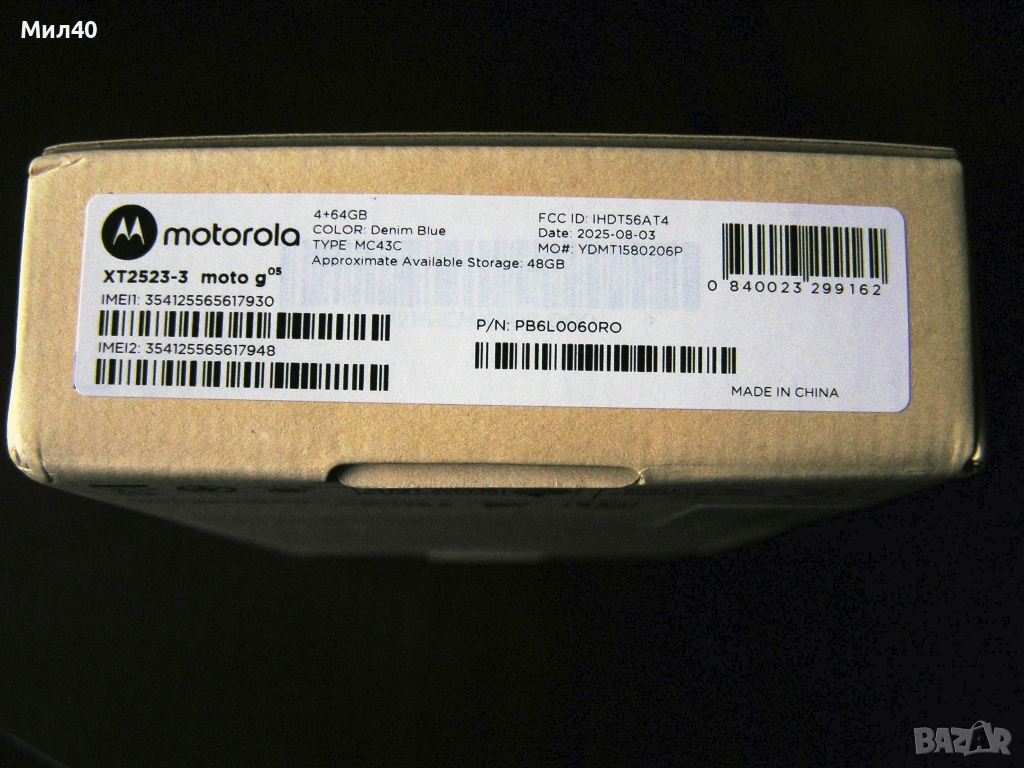 Мил40
motorola
4+64GB
COLOR: Denim Blue
TYPE: MC43C
Approximate Available Storage: 48GB
FCC ID: IHDT56AT4
Date: 2025-08-03
MO#: YDMT1580206P
0 840023 299162
XT2523-3 moto g05
IMEI1: 354125565617930
IMEI2: 354125565617948
P/N: PB6L0060RO
MADE IN CHINA
BAZAR